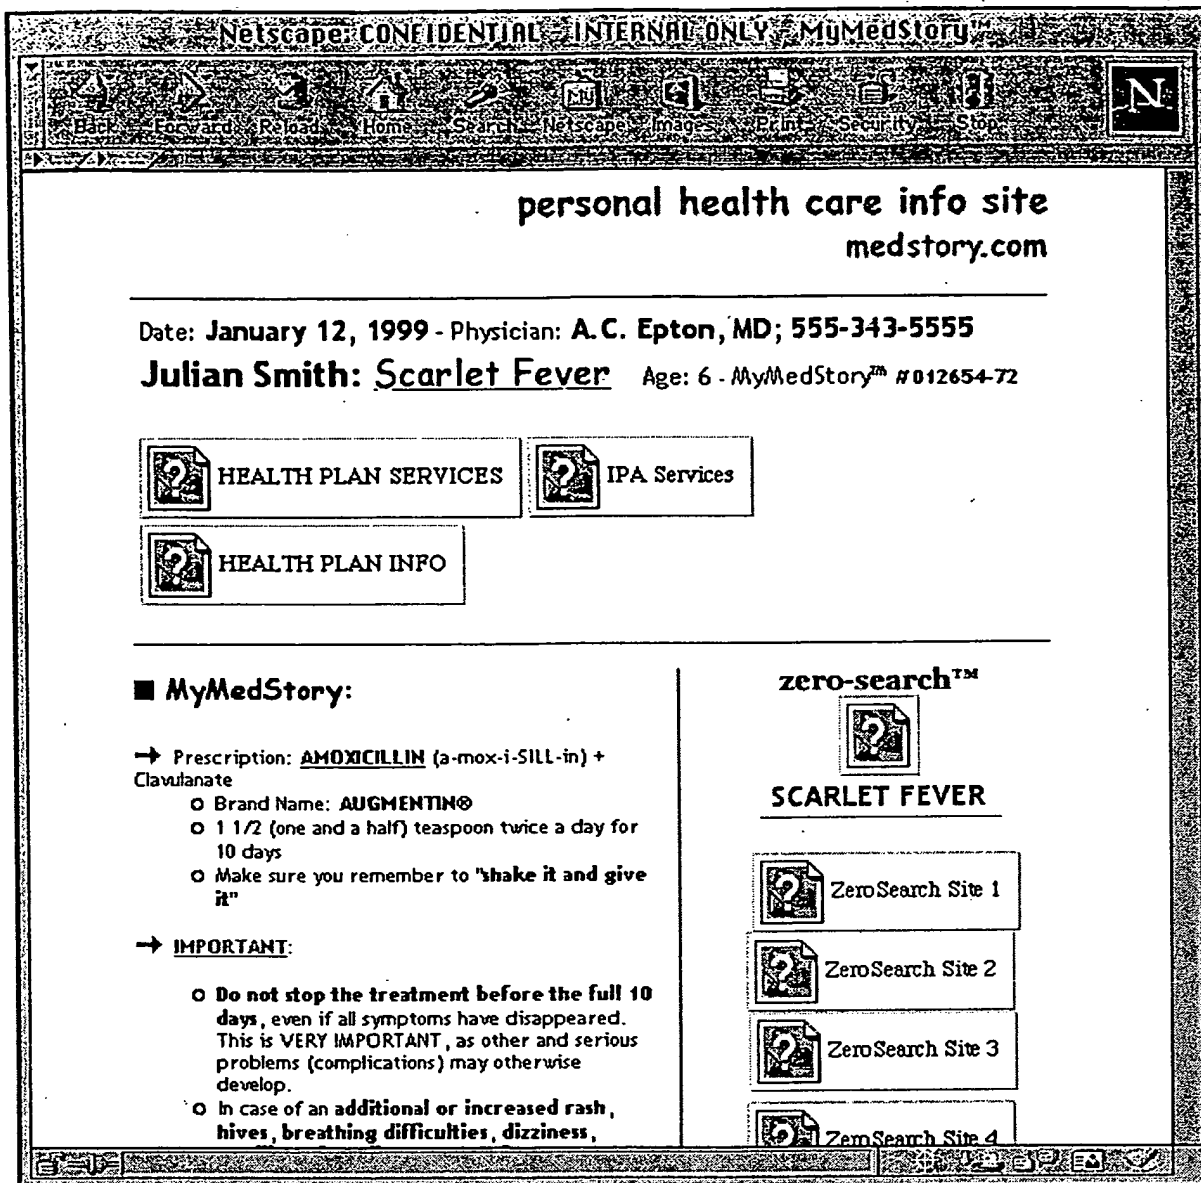 Netscape: CONFIDENTIAL - INTERNAL ONLY - MyMedStory™
Back Forward Reload Home Search Netscape Images Print Security Stop
N
personal health care info site
medstory.com
Date: January 12, 1999 - Physician: A.C. Epton, MD; 555-343-5555
Julian Smith: Scarlet Fever Age: 6 - MyMedStory™ #012654-72
HEALTH PLAN SERVICES
IPA Services
HEALTH PLAN INFO
■ MyMedStory:
→ Prescription: AMOXICILLIN (a-mox-i-SILL-in) +
Clavulanate
o Brand Name: AUGMENTIN®
o 1 1/2 (one and a half) teaspoon twice a day for
10 days
o Make sure you remember to "shake it and give
it"
→ IMPORTANT:
o Do not stop the treatment before the full 10
days, even if all symptoms have disappeared.
This is VERY IMPORTANT, as other and serious
problems (complications) may otherwise
develop.
o In case of an additional or increased rash,
hives, breathing difficulties, dizziness,
zero-search™
SCARLET FEVER
ZeroSearch Site 1
ZeroSearch Site 2
ZeroSearch Site 3
ZeroSearch Site 4